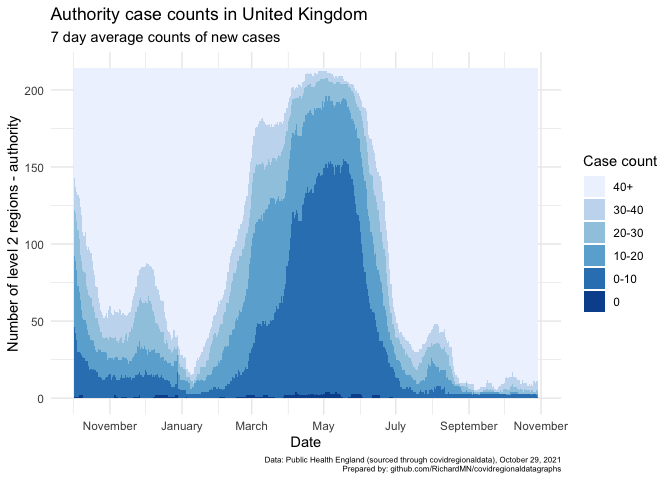 Authority case counts in United Kingdom
7 day average counts of new cases
Number of level 2 regions - authority
200
150
100
50
0
November
January
March
May
July
September
November
Date
Case count
40+
30-40
20-30
10-20
0-10
0
Data: Public Health England (sourced through covidregionaldata), October 29, 2021
Prepared by: github.com/RichardMN/covidregionaldatagraphs